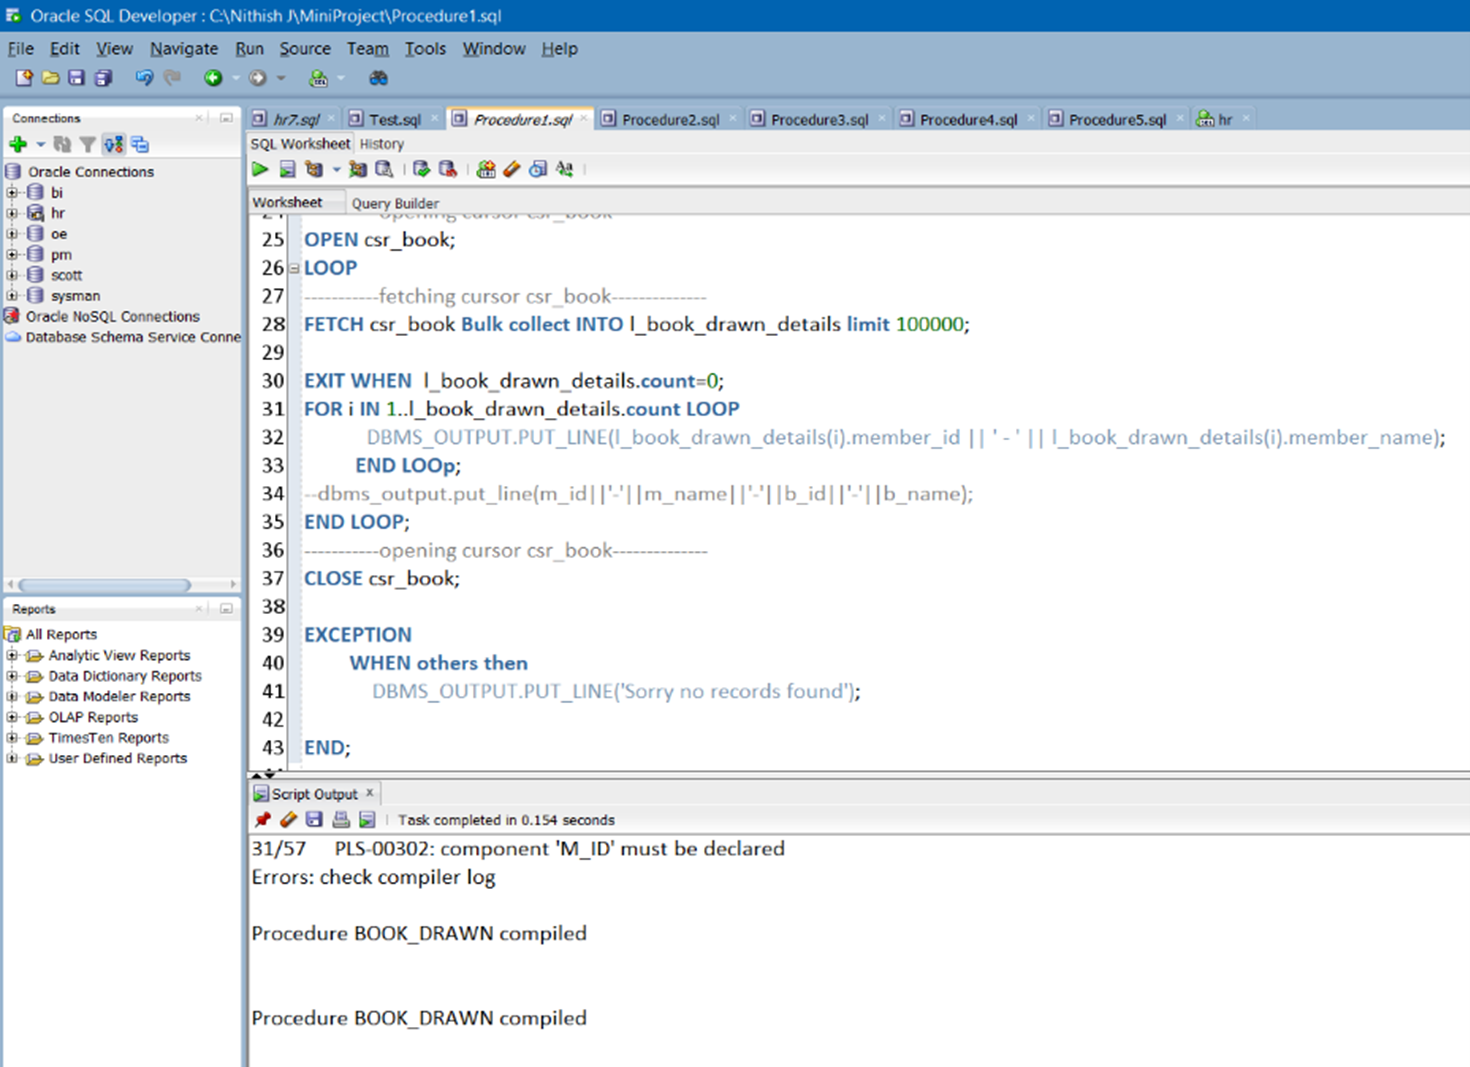 Oracle SQL Developer : C:\Nithish J\MiniProject\Procedure1.sql
File Edit View Navigate Run Source Team Tools Window Help
Connections
Oracle Connections
bi
hr
oe
pm
scott
sysman
Oracle NoSQL Connections
Database Schema Service Conne
Reports
All Reports
Analytic View Reports
Data Dictionary Reports
Data Modeler Reports
OLAP Reports
TimesTen Reports
User Defined Reports
hr7.sql Test.sql Procedure1.sql Procedure2.sql Procedure3.sql Procedure4.sql Procedure5.sql hr
SQL Worksheet History
Worksheet Query Builder
24 opening cursor csr_book
25 OPEN csr_book;
26 LOOP
27 -----------fetching cursor csr_book--------------
28 FETCH csr_book Bulk collect INTO l_book_drawn_details limit 100000;
29
30 EXIT WHEN  l_book_drawn_details.count=0;
31 FOR i IN 1..l_book_drawn_details.count LOOP
32 DBMS_OUTPUT.PUT_LINE(l_book_drawn_details(i).member_id || ' - ' || l_book_drawn_details(i).member_name);
33 END LOOp;
34 --dbms_output.put_line(m_id||'-'||m_name||'-'||b_id||'-'||b_name);
35 END LOOP;
36 -----------opening cursor csr_book--------------
37 CLOSE csr_book;
38
39 EXCEPTION
40 WHEN others then
41 DBMS_OUTPUT.PUT_LINE('Sorry no records found');
42
43 END;
Script Output
Task completed in 0.154 seconds
31/57 PLS-00302: component 'M_ID' must be declared
Errors: check compiler log
Procedure BOOK_DRAWN compiled
Procedure BOOK_DRAWN compiled